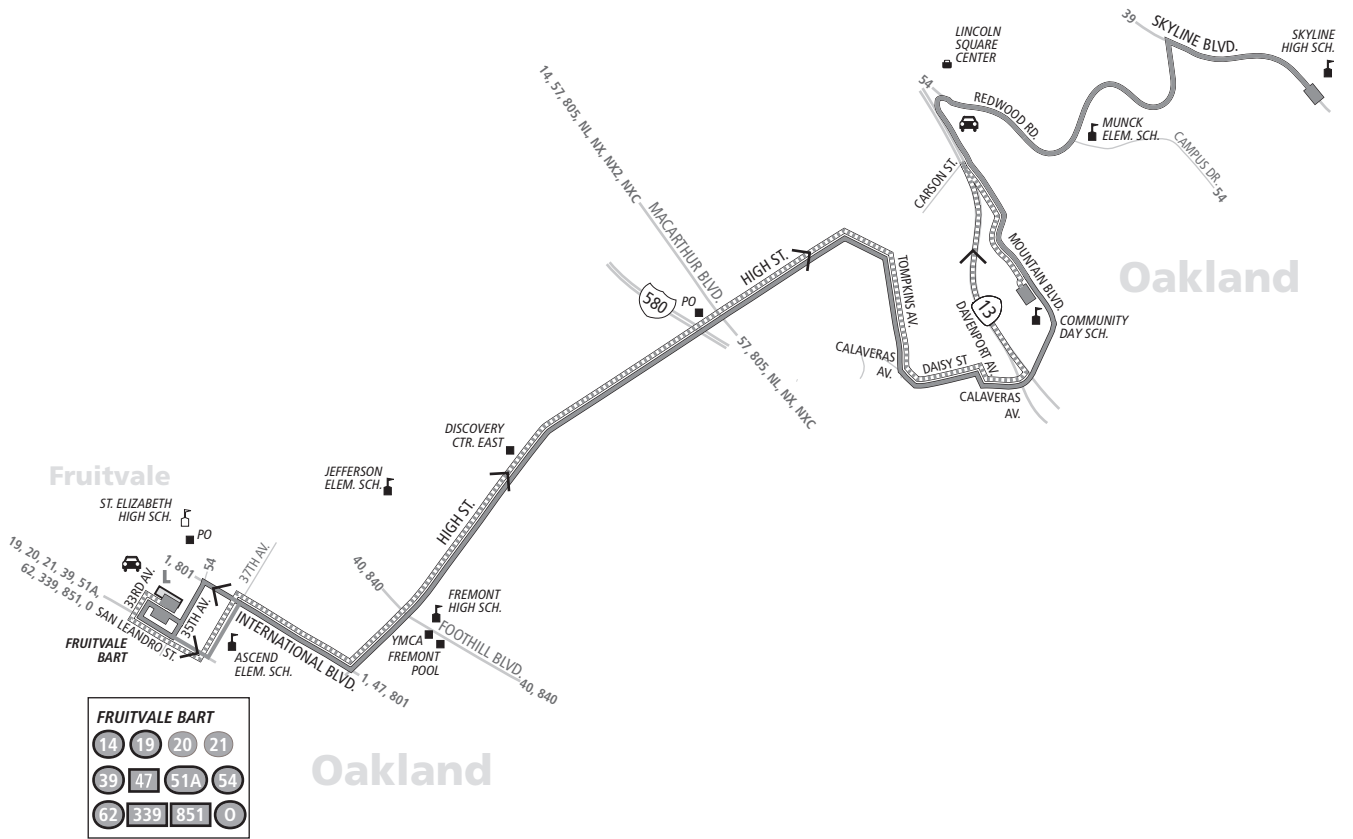 39
SKYLINE BLVD.
SKYLINE
HIGH SCH.
LINCOLN
SQUARE
CENTER
54
REDWOOD RD.
MUNCK
ELEM. SCH.
CAMPUS DR.
54
14, 57, 805, NL, NX, NX2, NXC
MACARTHUR BLVD.
CARSON ST.
HIGH ST.
TOMPKINS AV.
MOUNTAIN BLVD.
Oakland
580
PO
13
DAVENPORT AV.
COMMUNITY
DAY SCH.
57, 805, NL, NX, NXC
CALAVERAS
AV.
DAISY ST
CALAVERAS
AV.
DISCOVERY
CTR. EAST
JEFFERSON
ELEM. SCH.
HIGH ST.
Fruitvale
ST. ELIZABETH
HIGH SCH.
PO
19, 20, 21, 39, 51A,
62, 339, 851, O
1, 801
54
37TH AV.
33RD AV.
L
35TH AV.
SAN LEANDRO ST.
FRUITVALE
BART
ASCEND
ELEM. SCH.
INTERNATIONAL BLVD.
1, 47, 801
40, 840
FREMONT
HIGH SCH.
YMCA
FREMONT
POOL
FOOTHILL BLVD.
40, 840
FRUITVALE BART
14 19 20 21
39 47 51A 54
62 339 851 O
Oakland